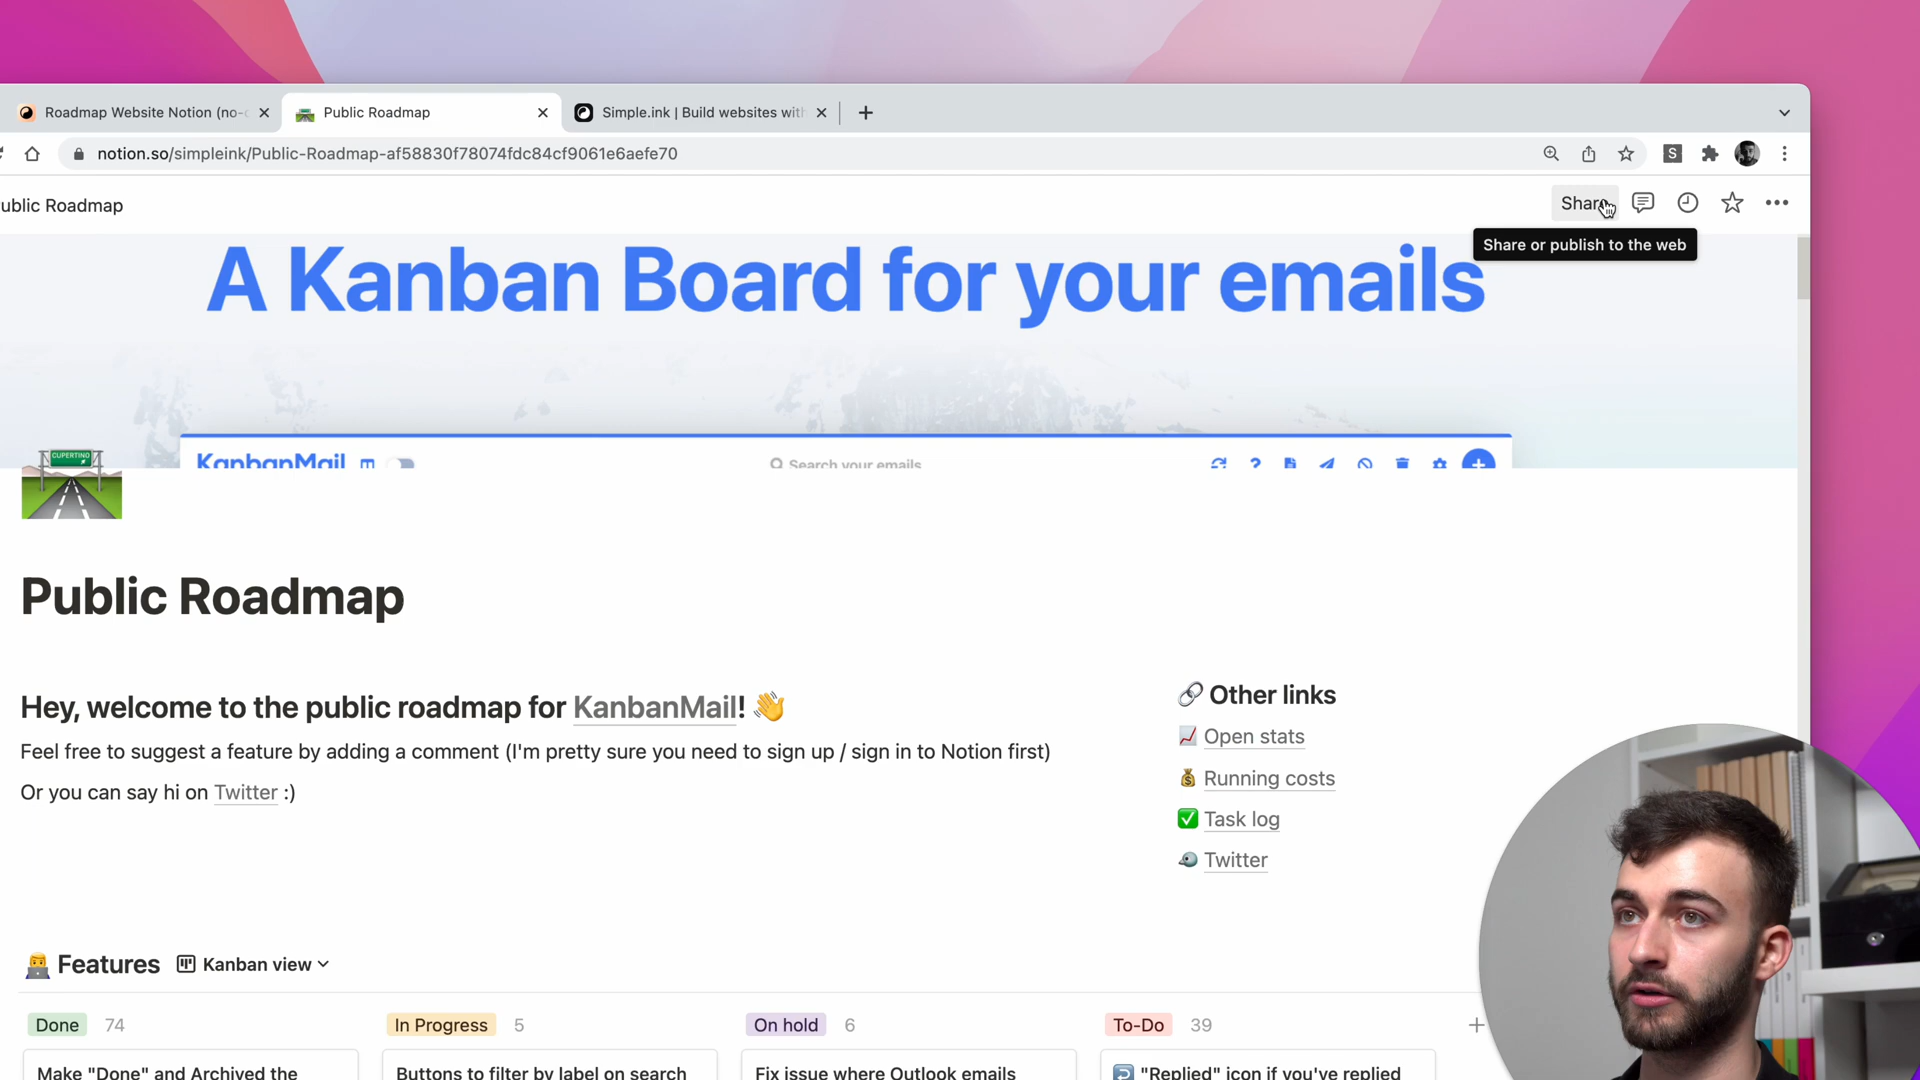 Roadmap Website Notion (no-
Public Roadmap
Simple.ink | Build websites with
notion.so/simpleink/Public-Roadmap-af58830f78074fdc84cf9061e6aefe70
S
ublic Roadmap
Share
Share or publish to the web
A Kanban Board for your emails
KanbanMail
Search your emails
CUPERTINO
Public Roadmap
Hey, welcome to the public roadmap for KanbanMail! 👋
Feel free to suggest a feature by adding a comment (I'm pretty sure you need to sign up / sign in to Notion first)
Or you can say hi on Twitter :)
🔗 Other links
📈 Open stats
💰 Running costs
✅ Task log
🐦 Twitter
👨‍💻 Features Kanban view
Done 74
In Progress 5
On hold 6
To-Do 39
Make "Done" and Archived the
Buttons to filter by label on search
Fix issue where Outlook emails
↩️ "Replied" icon if you've replied